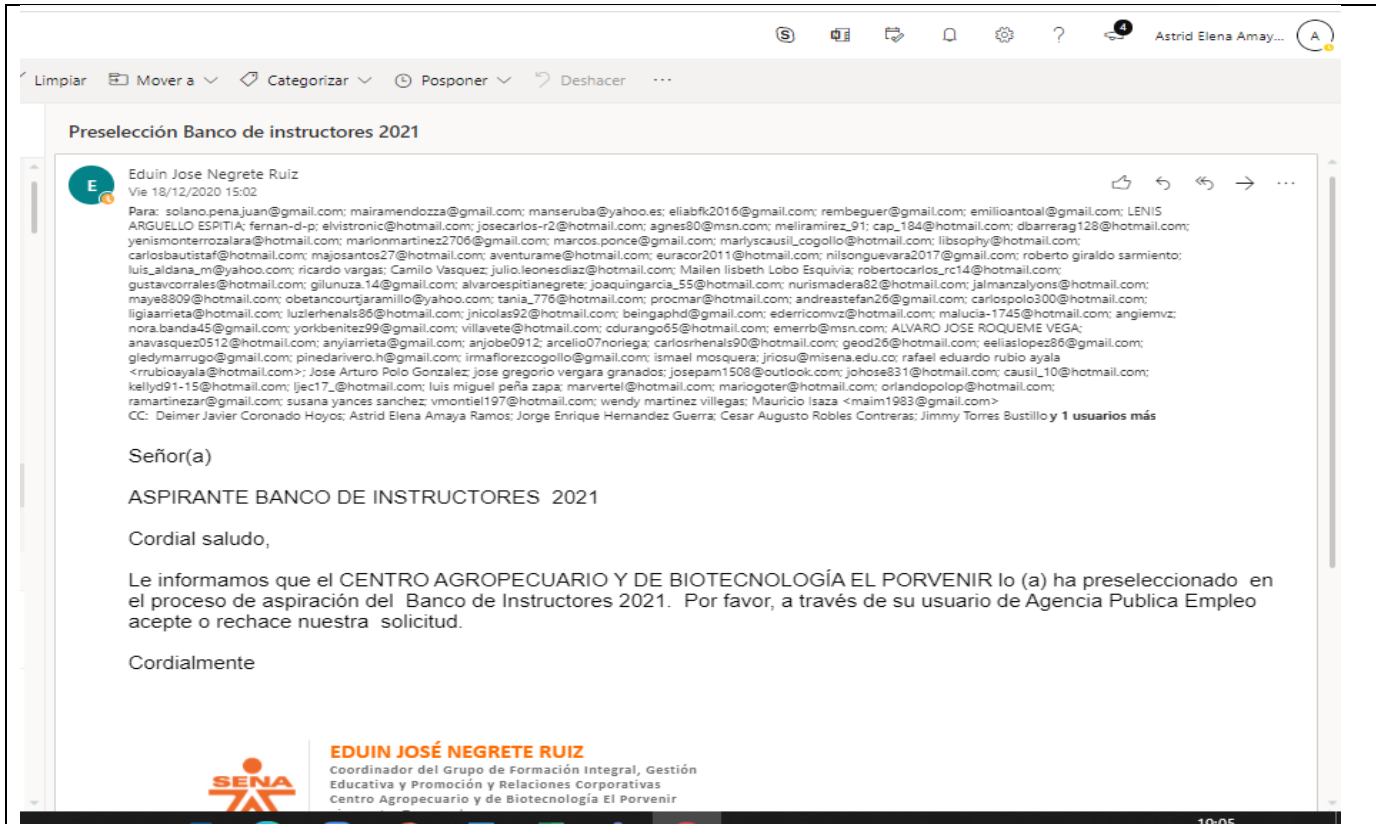 4
Astrid Elena Amay... A
Limpiar Mover a Categorizar Posponer Deshacer ...
Preselección Banco de instructores 2021
E
Eduin Jose Negrete Ruiz
Vie 18/12/2020 15:02
Para: solano.pena.juan@gmail.com; mairamendozza@gmail.com; manseruba@yahoo.es; eliabfk2016@gmail.com; rembeguer@gmail.com; emilioantoal@gmail.com; LENIS
ARGUELLO ESPITIA; fernan-d-p; elvistronic@hotmail.com; josecarlos-r2@hotmail.com; agnes80@msn.com; meliramirez_91; cap_184@hotmail.com; dbarrerag128@hotmail.com;
yenismonterrozalara@hotmail.com; marlonmartinez2706@gmail.com; marcos.ponce@gmail.com; marlyscausil_cogollo@hotmail.com; libsophy@hotmail.com;
carlosbautistaf@hotmail.com; majosantos27@hotmail.com; aventurame@hotmail.com; euracor2011@hotmail.com; nilsonguevara2017@gmail.com; roberto giraldo sarmiento;
luis_aldana_m@yahoo.com; ricardo vargas; Camilo Vasquez; julio.leonesdiaz@hotmail.com; Mailen lisbeth Lobo Esquivia; robertocarlos_rc14@hotmail.com;
gustavcorrales@hotmail.com; gilunuza.14@gmail.com; alvaroespitianegrete; joaquingarcia_55@hotmail.com; nurismadera82@hotmail.com; jalmanzalyons@hotmail.com;
maye8809@hotmail.com; obetancourtjaramillo@yahoo.com; tania_776@hotmail.com; procmar@hotmail.com; andreastefan26@gmail.com; carlospolo300@hotmail.com;
ligiaarrieta@hotmail.com; luzlerhenals86@gmail.com; jnicolas92@hotmail.com; beingaphd@gmail.com; ederricomvz@hotmail.com; malucia-1745@hotmail.com; angiemvz;
nora.banda45@gmail.com; yorkbenitez99@gmail.com; villavete@hotmail.com; cdurango65@hotmail.com; emerrb@msn.com; ALVARO JOSE ROQUEME VEGA;
anavasquez0512@hotmail.com; anyiarrieta@gmail.com; anjobe0912; arcelio07noriega; carlosrhenals90@hotmail.com; geod26@hotmail.com; eeliaslopez86@gmail.com;
gledymarrugo@gmail.com; pinedarivero.h@gmail.com; irmaflorezcogollo@gmail.com; ismael mosquera; jriosu@misena.edu.co; rafael eduardo rubio ayala
<rrubioayala@hotmail.com>; Jose Arturo Polo Gonzalez; jose gregorio vergara granados; josepam1508@outlook.com; johose831@hotmail.com; causil_10@hotmail.com;
kellyd91-15@hotmail.com; ljec17_@hotmail.com; luis miguel peña zapa; marvertel@hotmail.com; mariogoter@hotmail.com; orlandopolop@hotmail.com;
ramartinezar@gmail.com; susana yances sanchez; vmontiel197@hotmail.com; wendy martinez villegas; Mauricio Isaza <maim1983@gmail.com>
CC: Deimer Javier Coronado Hoyos; Astrid Elena Amaya Ramos; Jorge Enrique Hernandez Guerra; Cesar Augusto Robles Contreras; Jimmy Torres Bustillo y 1 usuarios más
Señor(a)
ASPIRANTE BANCO DE INSTRUCTORES 2021
Cordial saludo,
Le informamos que el CENTRO AGROPECUARIO Y DE BIOTECNOLOGÍA EL PORVENIR lo (a) ha preseleccionado en
el proceso de aspiración del Banco de Instructores 2021. Por favor, a través de su usuario de Agencia Publica Empleo
acepte o rechace nuestra solicitud.
Cordialmente
SENA
EDUIN JOSÉ NEGRETE RUIZ
Coordinador del Grupo de Formación Integral, Gestión
Educativa y Promoción y Relaciones Corporativas
Centro Agropecuario y de Biotecnología El Porvenir